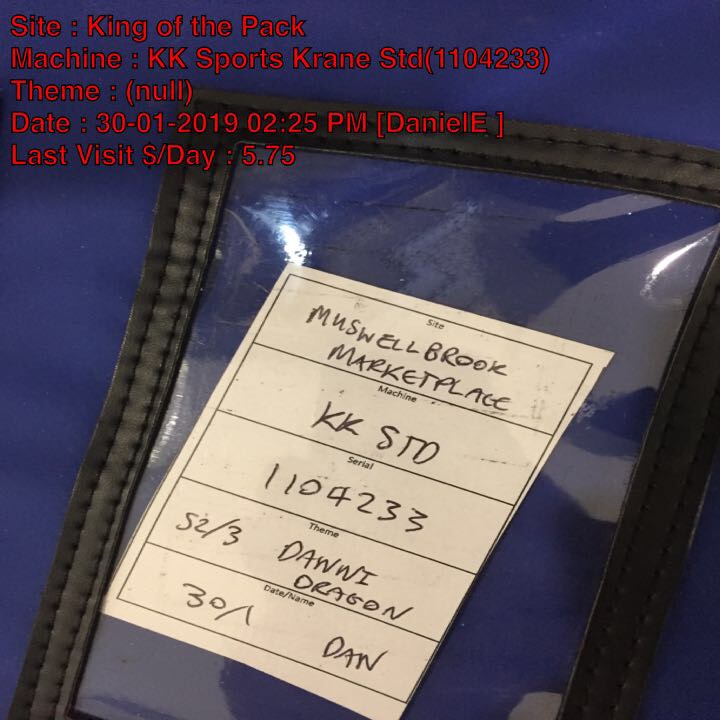 Site : King of the Pack
Machine : KK Sports Krane Std(1104233)
Theme : (null)
Date : 30-01-2019 02:25 PM [DanielE ]
Last Visit $/Day : 5.75
Site
MUSWELLBROOK
MARKETPLACE
Machine
KK STD
Serial
1104233
Theme
S2/3 DANNI
DRAGON
Date/Name
30/1 DAN